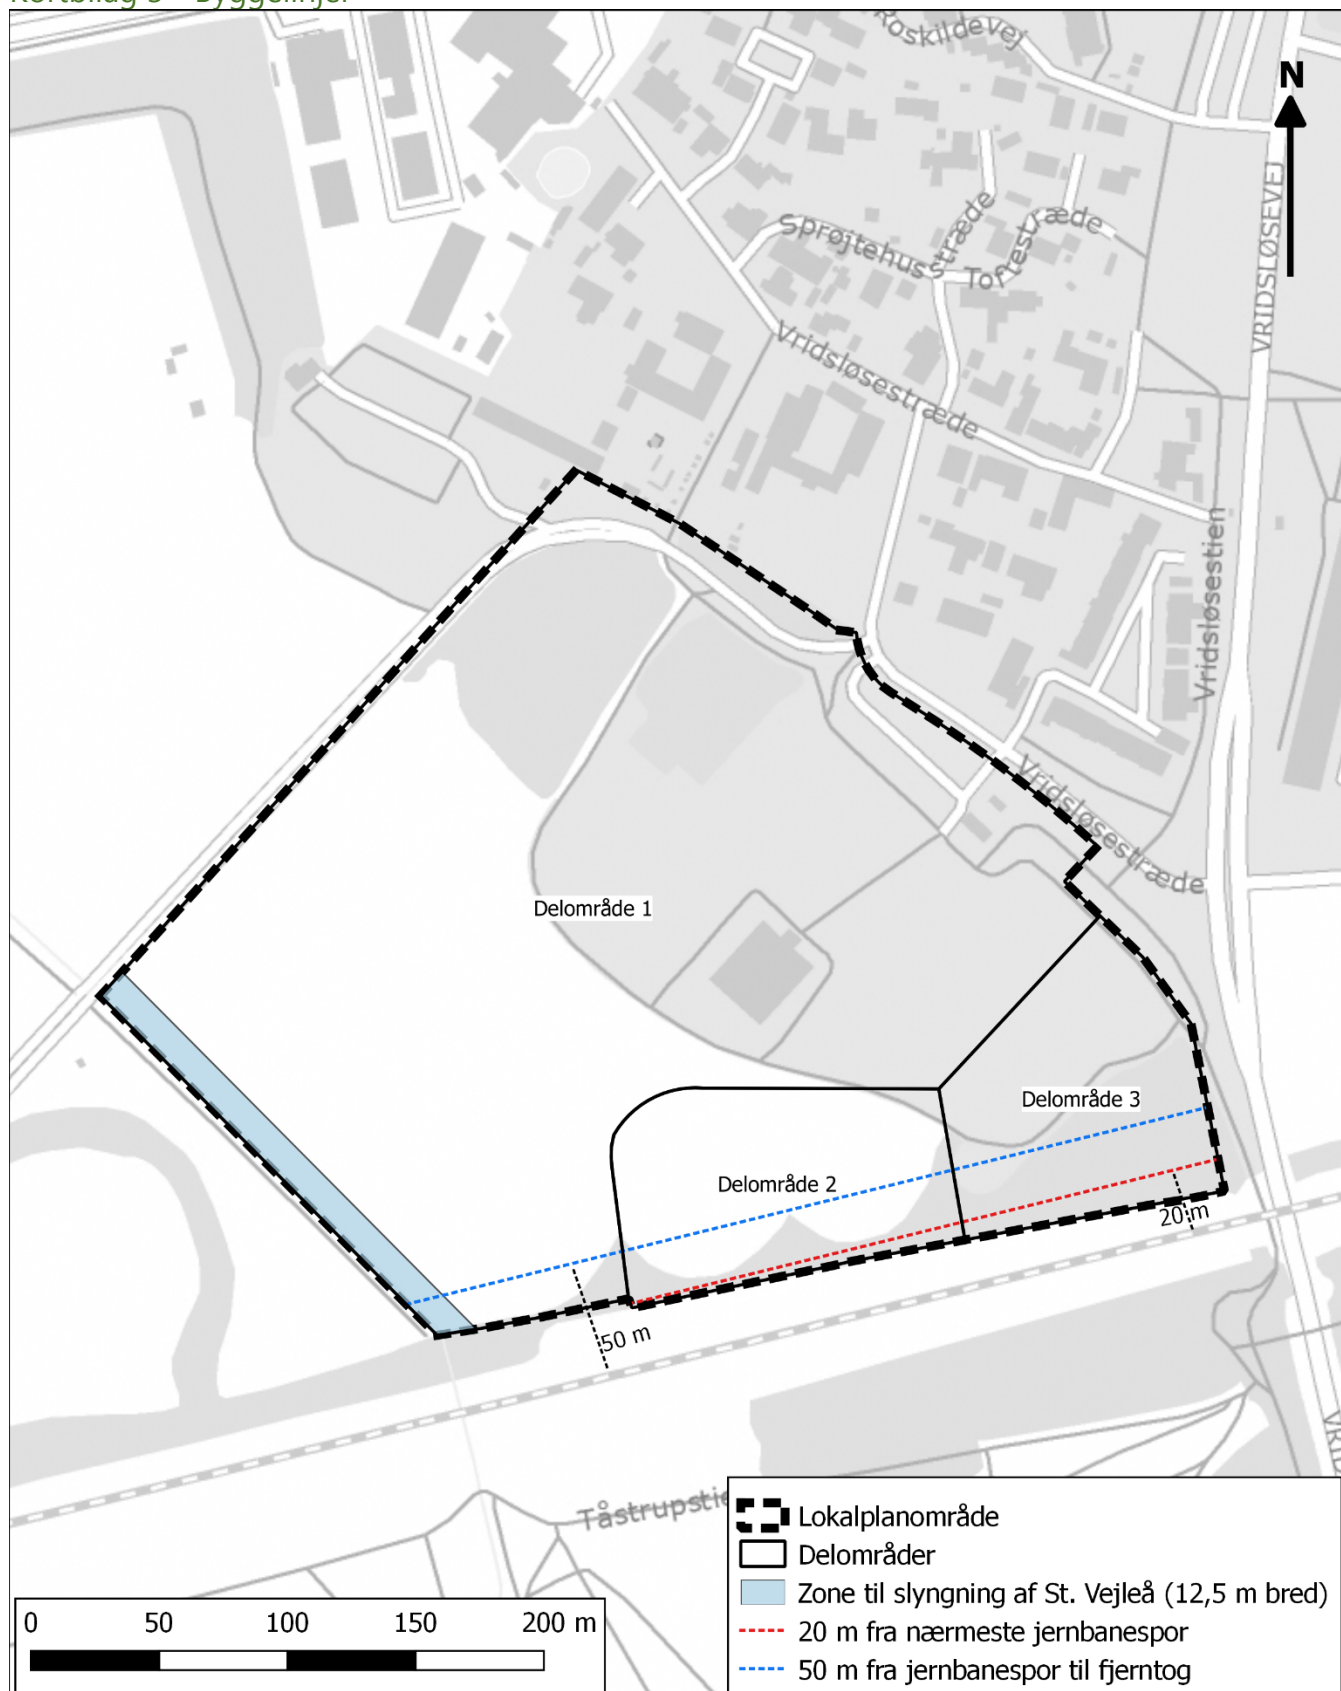 Roskildevej
N
VRIDSLØSEVEJ
Sprøjtehusstræde
Toftestræde
Vridsløsestræde
Vridsløsestien
Vridsløsestræde
Delområde 1
Delområde 3
Delområde 2
20 m
50 m
Tåstrupstie
Lokalplanområde
Delområder
Zone til slyngning af St. Vejleå (12,5 m bred)
20 m fra nærmeste jernbanespor
50 m fra jernbanespor til fjerntog
0 50 100 150 200 m